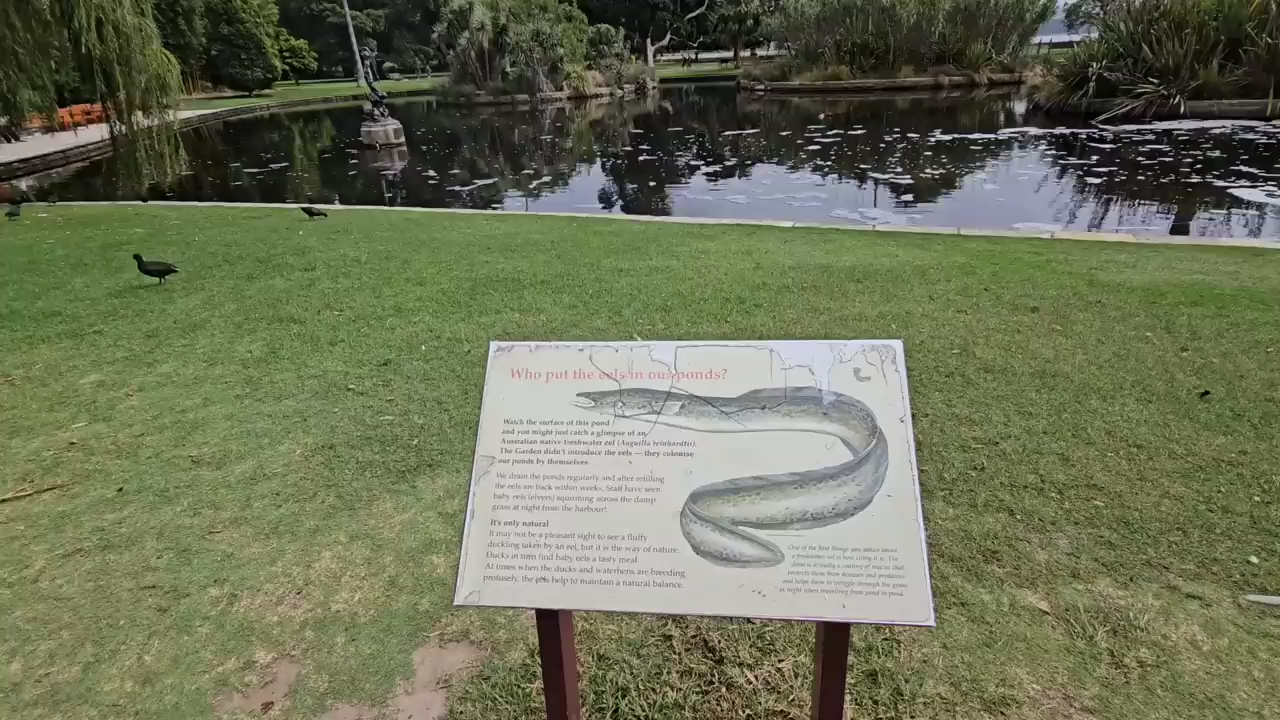 Who put the eels in our ponds?
Watch the surface of this pond
and you might just catch a glimpse of an
Australian native freshwater eel (Anguilla reinhardtii).
The Garden didn't introduce the eels — they colonise
our ponds by themselves.
We drain the ponds regularly and after refilling
the eels are back within weeks. Staff have seen
baby eels (elvers) squirming across the damp
grass at night from the harbour!
It's only natural
It may not be a pleasant sight to see a fluffy
duckling taken by an eel, but it is the way of nature.
Ducks in turn find baby eels a tasty meal.
At times when the ducks and waterhens are breeding
profusely, the eels help to maintain a natural balance.
One of the first things you notice about
a freshwater eel is how slimy it is. The
slime is actually a coating of mucus that
protects them from diseases and predators
and helps them to wriggle through the grass
at night when travelling from pond to pond.